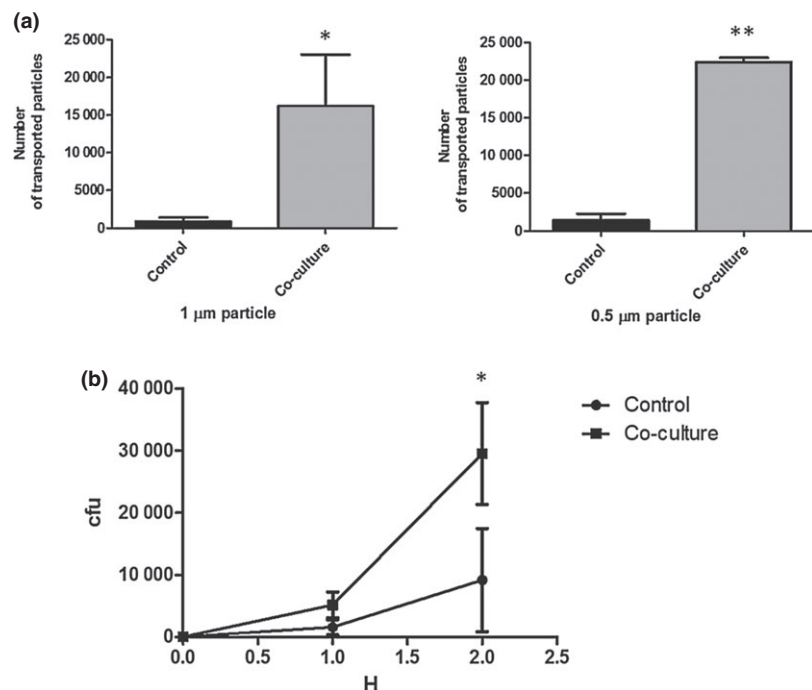 (a)
Number
of transported particles
25 000
20 000
15 000
10 000
5000
0
*
Control
Co-culture
1 μm particle
Number
of transported particles
25 000
20 000
15 000
10 000
5000
0
**
Control
Co-culture
0.5 μm particle
(b)
cfu
40 000
30 000
20 000
10 000
0
*
0.0 0.5 1.0 1.5 2.0 2.5
H
Control
Co-culture